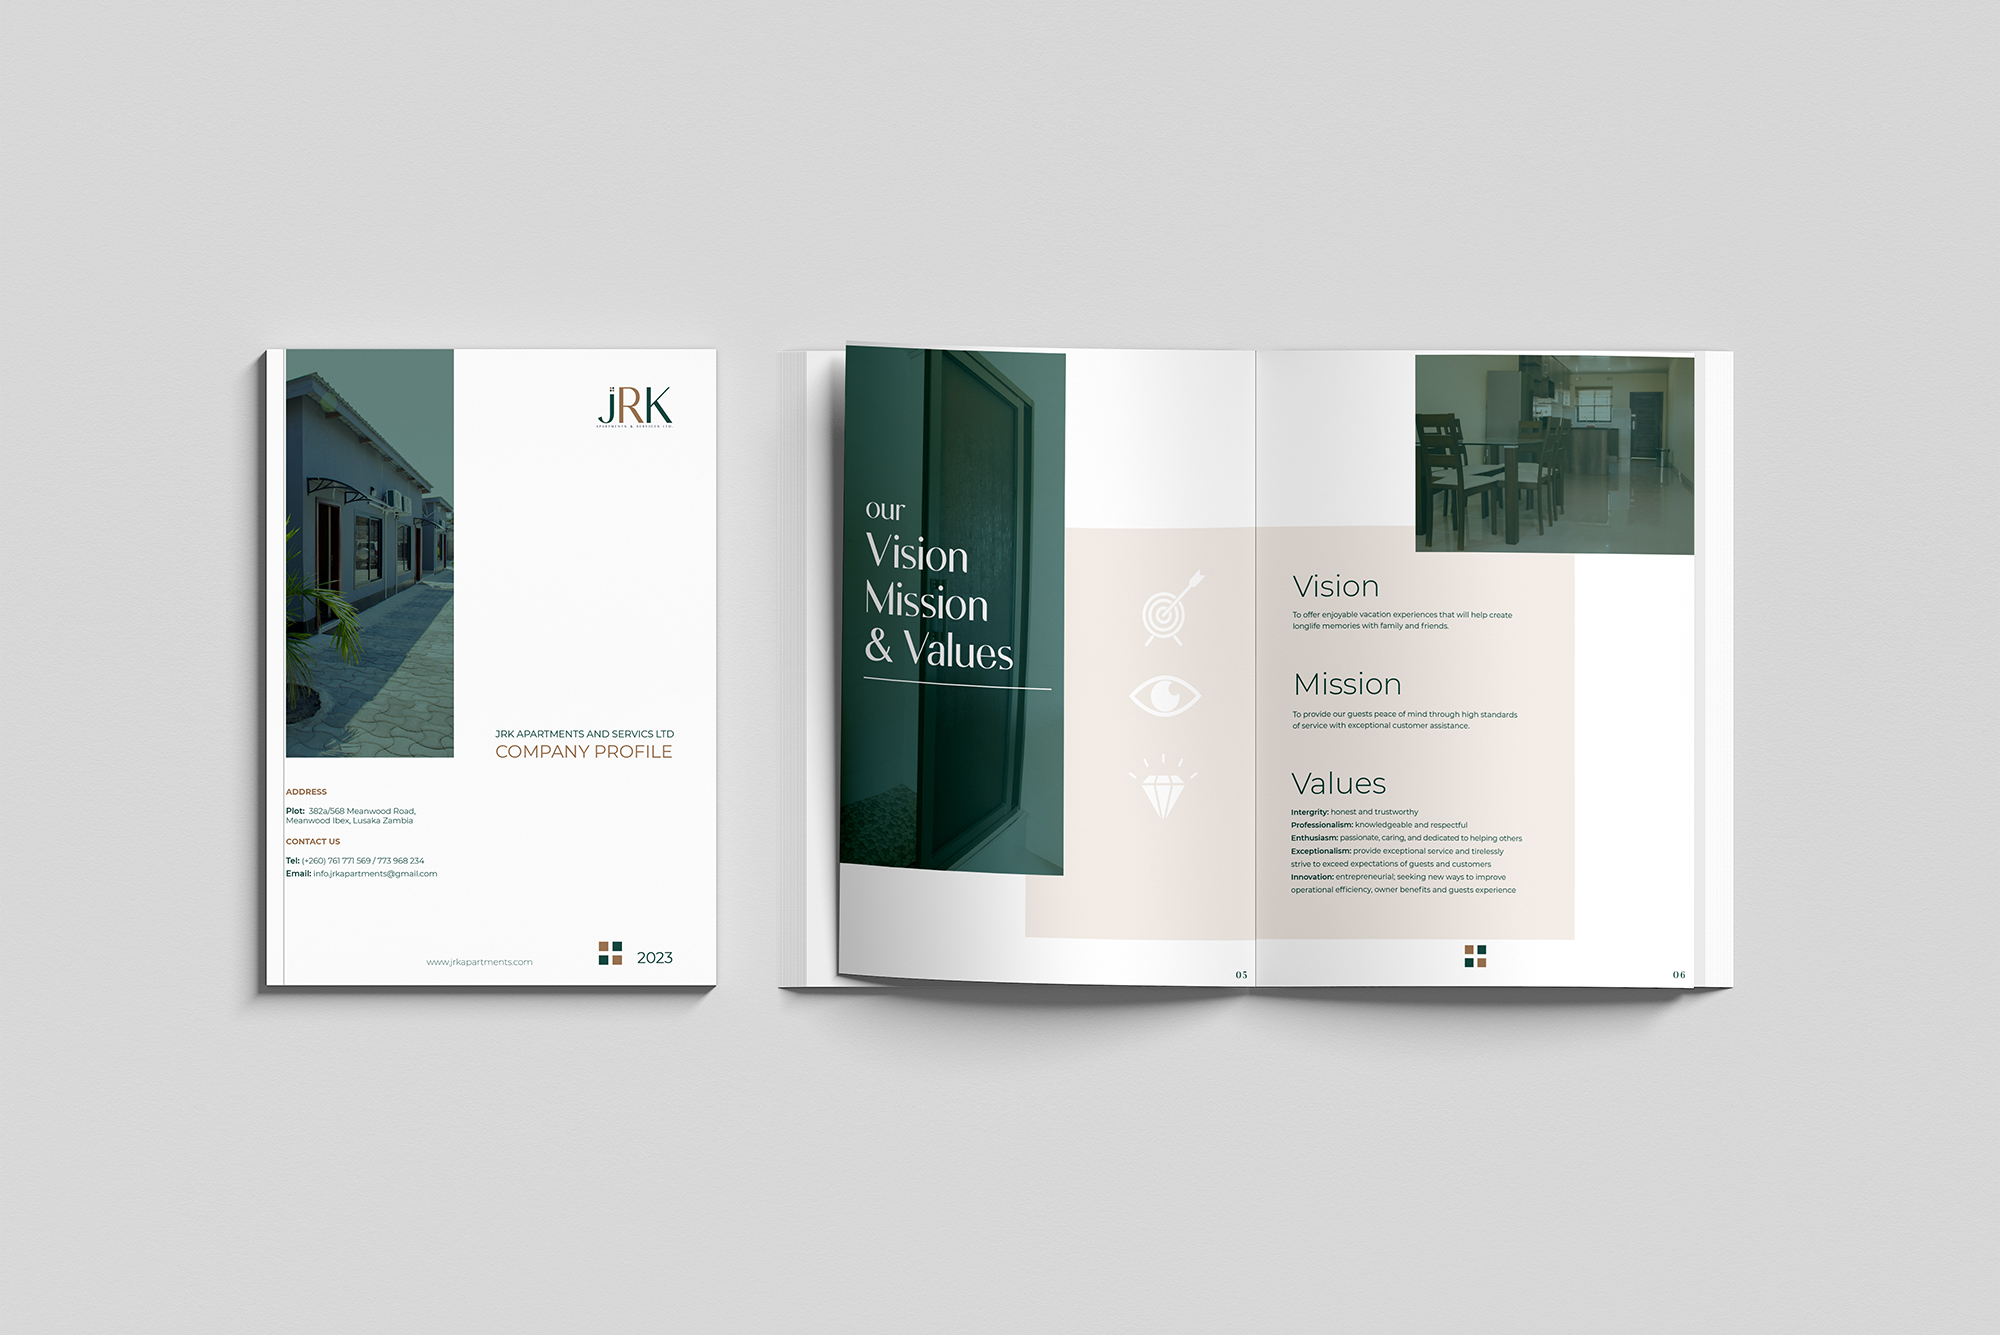 jRK
APARTMENTS & SERVICES LTD.
JRK APARTMENTS AND SERVICS LTD
COMPANY PROFILE
ADDRESS
Plot: 382a/568 Meanwood Road,
Meanwood Ibex, Lusaka Zambia
CONTACT US
Tel: (+260) 761 771 569 / 773 968 234
Email: info.jrkapartments@gmail.com
www.jrkapartments.com
2023
our
Vision
Mission
& Values
05
Vision
To offer enjoyable vacation experiences that will help create
longlife memories with family and friends.
Mission
To provide our guests peace of mind through high standards
of service with exceptional customer assistance.
Values
Intergrity: honest and trustworthy
Professionalism: knowledgeable and respectful
Enthusiasm: passionate, caring, and dedicated to helping others
Exceptionalism: provide exceptional service and tirelessly
strive to exceed expectations of guests and customers
Innovation: entrepreneurial; seeking new ways to improve
operational efficiency, owner benefits and guests experience
06